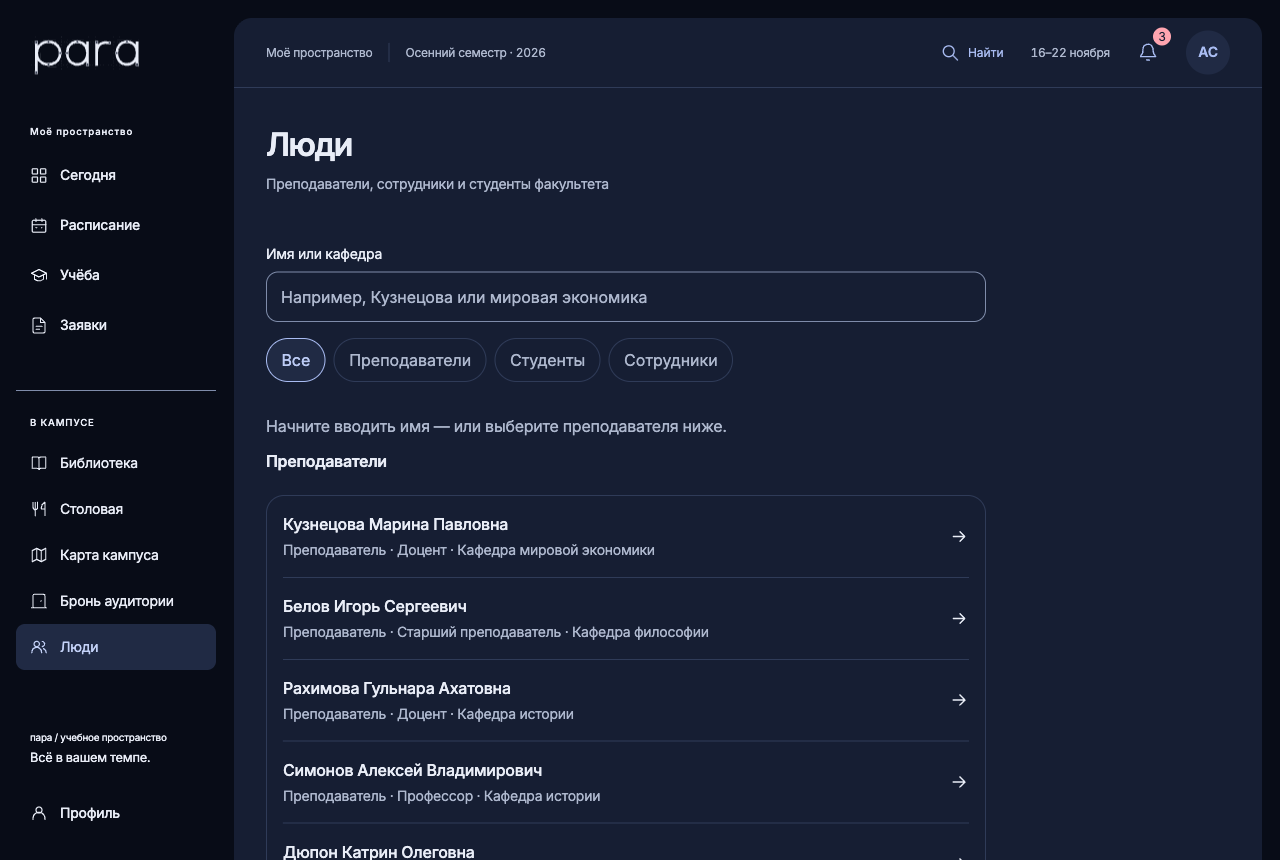 para
Моё пространство
Сегодня
Расписание
Учёба
Заявки
В КАМПУСЕ
Библиотека
Столовая
Карта кампуса
Бронь аудитории
Люди
пара / учебное пространство
Всё в вашем темпе.
Профиль
Моё пространство
Осенний семестр · 2026
Найти
16–22 ноября
3
АС
Люди
Преподаватели, сотрудники и студенты факультета
Имя или кафедра
Например, Кузнецова или мировая экономика
Все
Преподаватели
Студенты
Сотрудники
Начните вводить имя — или выберите преподавателя ниже.
Преподаватели
Кузнецова Марина Павловна
Преподаватель · Доцент · Кафедра мировой экономики
Белов Игорь Сергеевич
Преподаватель · Старший преподаватель · Кафедра философии
Рахимова Гульнара Ахатовна
Преподаватель · Доцент · Кафедра истории
Симонов Алексей Владимирович
Преподаватель · Профессор · Кафедра истории
Дюпон Катрин Олеговна